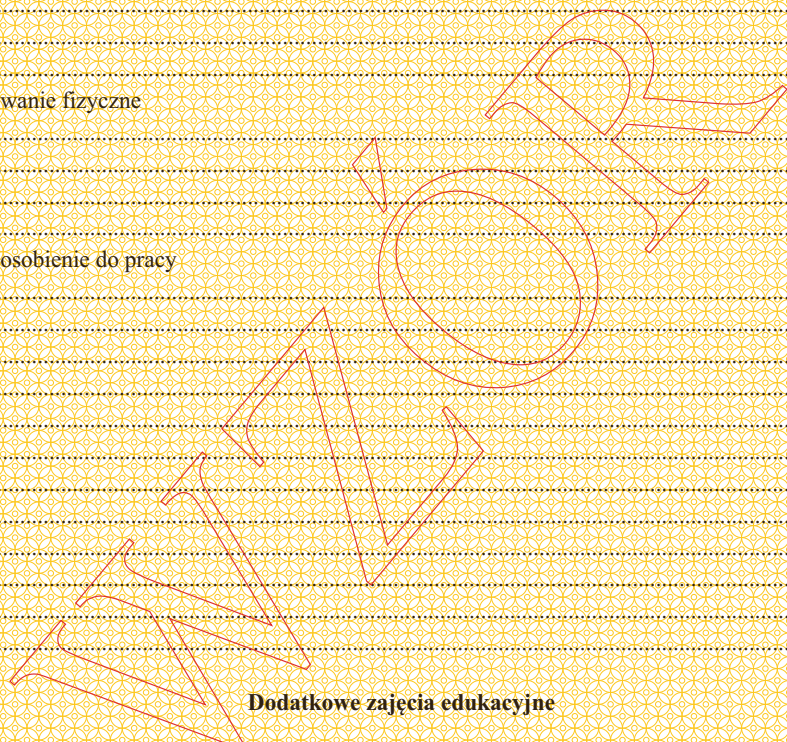 wanie fizyczne
osobienie do pracy
WZÓR
Dodatkowe zajęcia edukacyjne